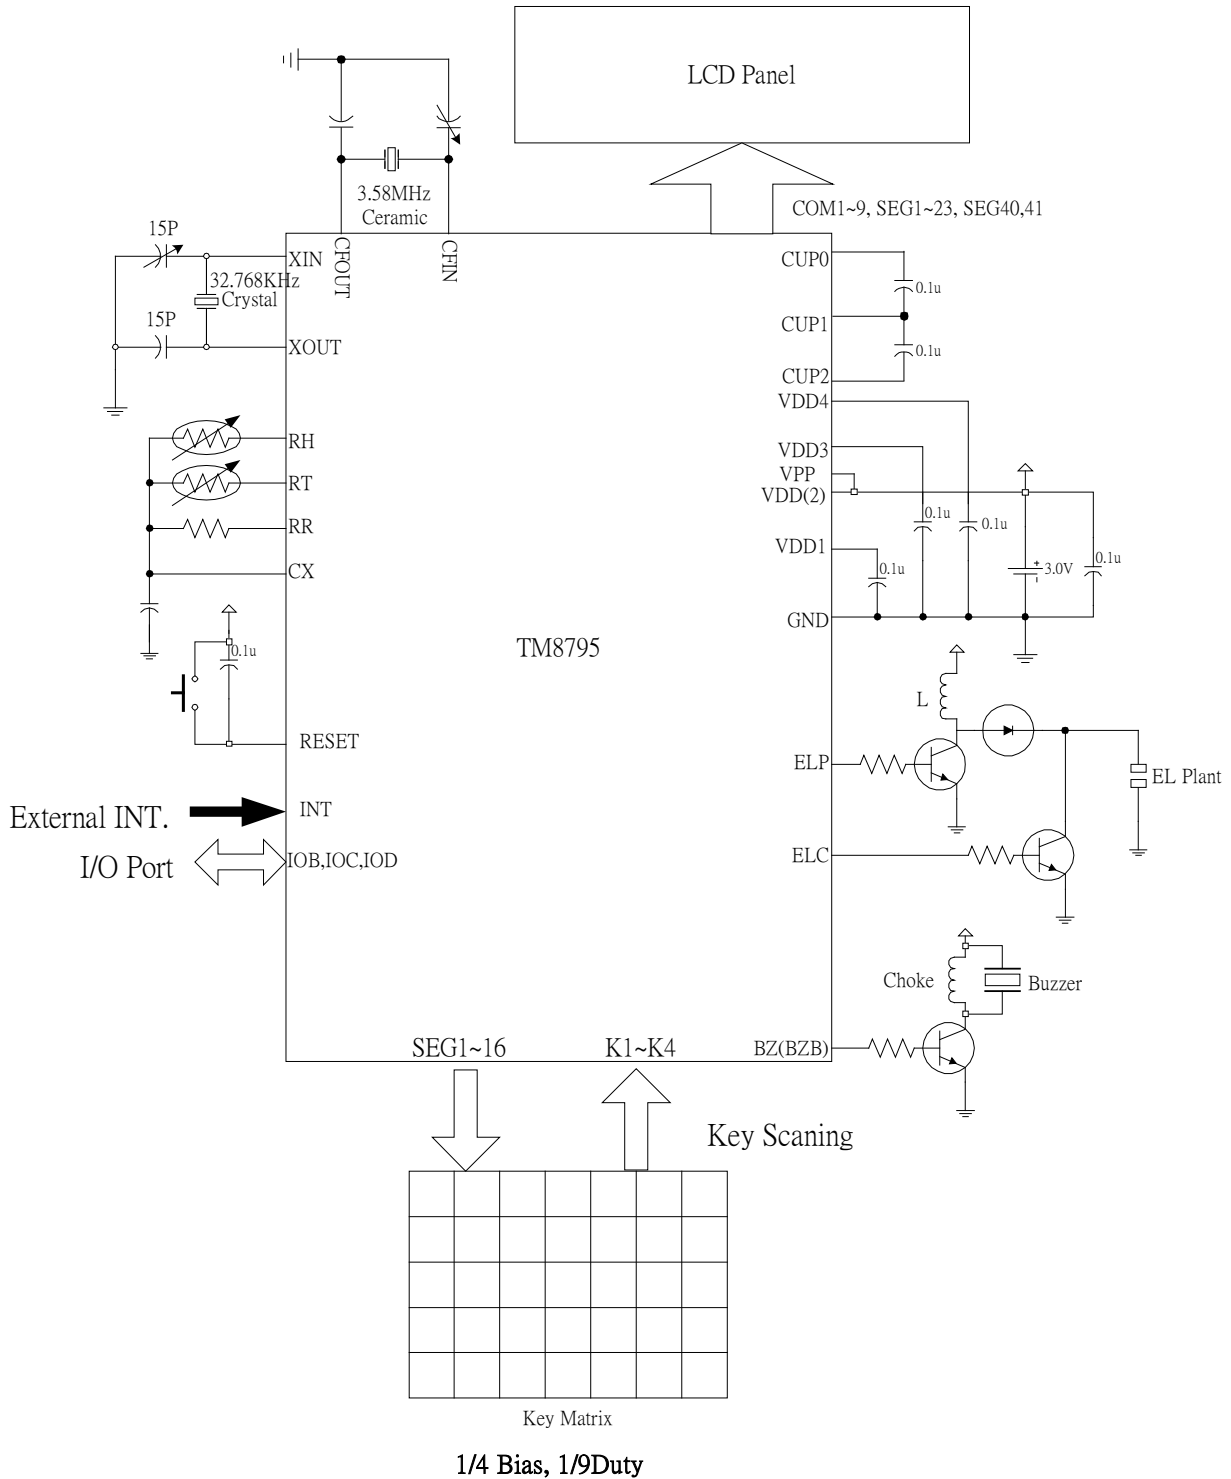 LCD Panel
3.58MHz
Ceramic
COM1~9, SEG1~23, SEG40,41
15P
XIN
CFOUT
CFIN
CUP0
32.768KHz
Crystal
0.1u
15P
CUP1
XOUT
0.1u
CUP2
VDD4
RH
VDD3
VPP
RT
VDD(2)
0.1u
0.1u
RR
VDD1
0.1u
CX
0.1u
3.0V
+
-
GND
TM8795
0.1u
L
RESET
ELP
EL Plant
External INT.
INT
I/O Port
IOB,IOC,IOD
ELC
Choke
Buzzer
SEG1~16
K1~K4
BZ(BZB)
Key Scaning
Key Matrix
1/4 Bias, 1/9Duty